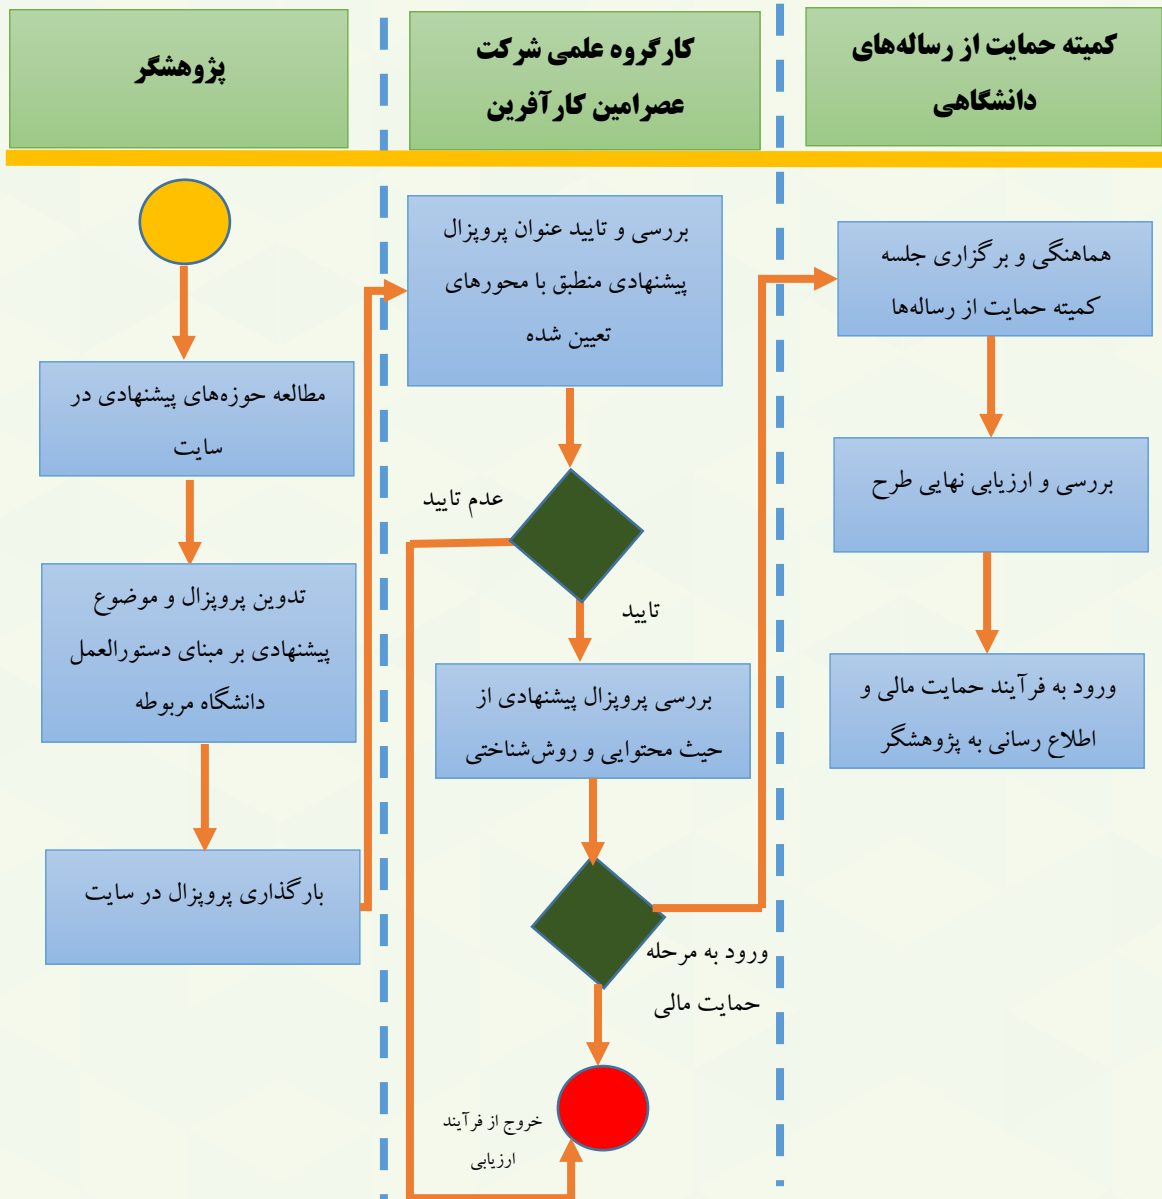 پژوهشگر
کارگروه علمی شرکت
عصرامین کارآفرین
کمیته حمایت از رساله‌های
دانشگاهی
مطالعه حوزه‌های پیشنهادی در
سایت
تدوین پروپزال و موضوع
پیشنهادی بر مبنای دستورالعمل
دانشگاه مربوطه
بارگذاری پروپزال در سایت
بررسی و تایید عنوان پروپزال
پیشنهادی منطبق با محورهای
تعیین شده
عدم تایید
تایید
بررسی پروپزال پیشنهادی از
حیث محتوایی و روش‌شناختی
ورود به مرحله
حمایت مالی
خروج از فرآیند
ارزیابی
هماهنگی و برگزاری جلسه
کمیته حمایت از رساله‌ها
بررسی و ارزیابی نهایی طرح
ورود به فرآیند حمایت مالی و
اطلاع رسانی به پژوهشگر